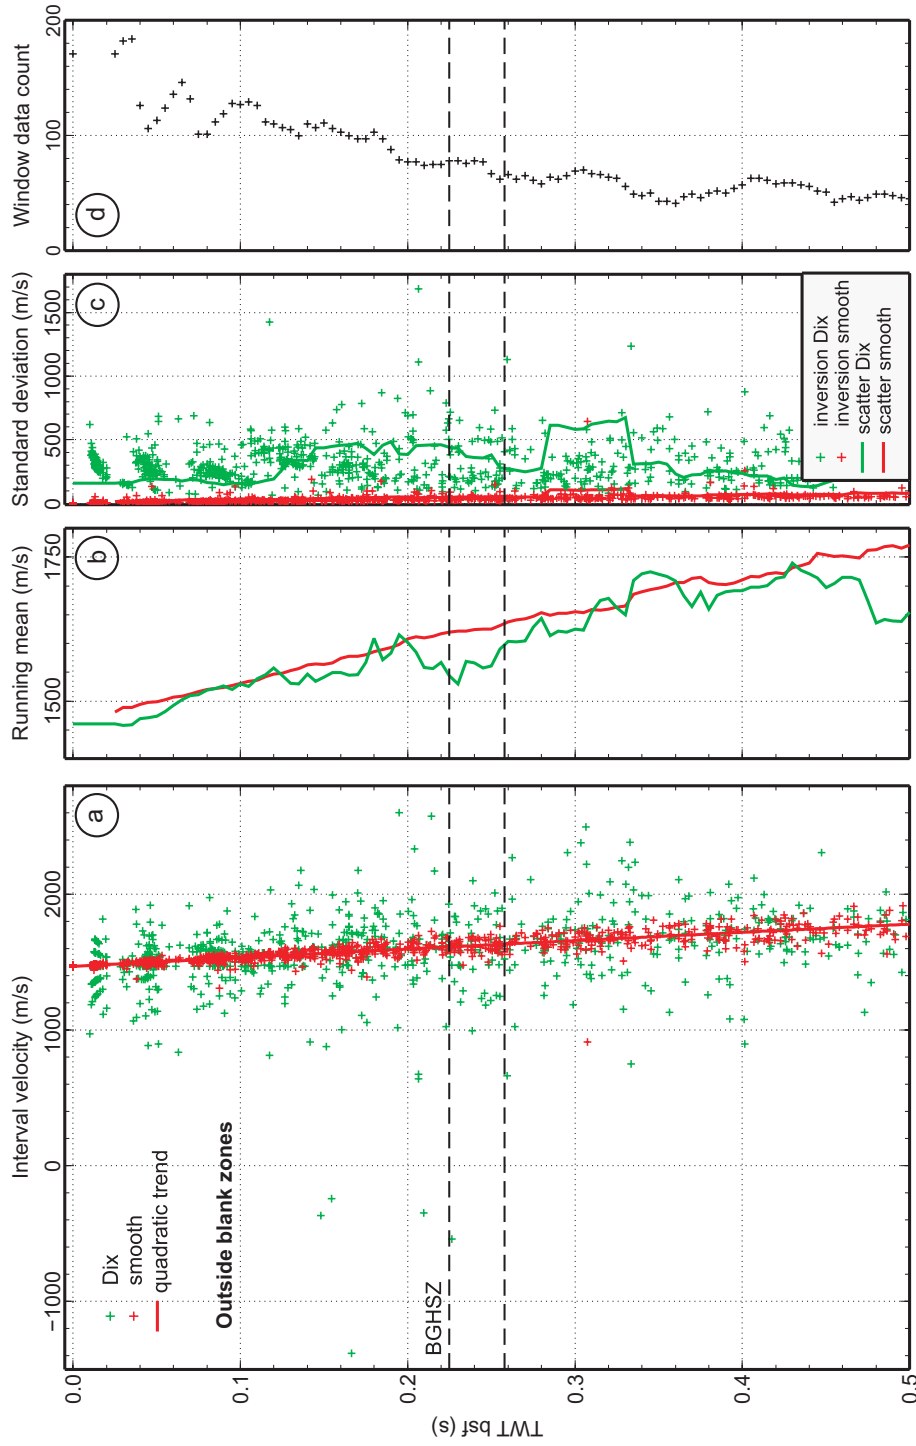 Interval velocity (m/s)
−1000
0
1000
2000
a
Dix
smooth
quadratic trend
Outside blank zones
BGHSZ
TWT bsf (s)
0.0
0.1
0.2
0.3
0.4
0.5
Running mean (m/s)
1500
1750
b
Standard deviation (m/s)
0
500
1000
1500
c
inversion Dix
inversion smooth
scatter Dix
scatter smooth
Window data count
0
100
200
d